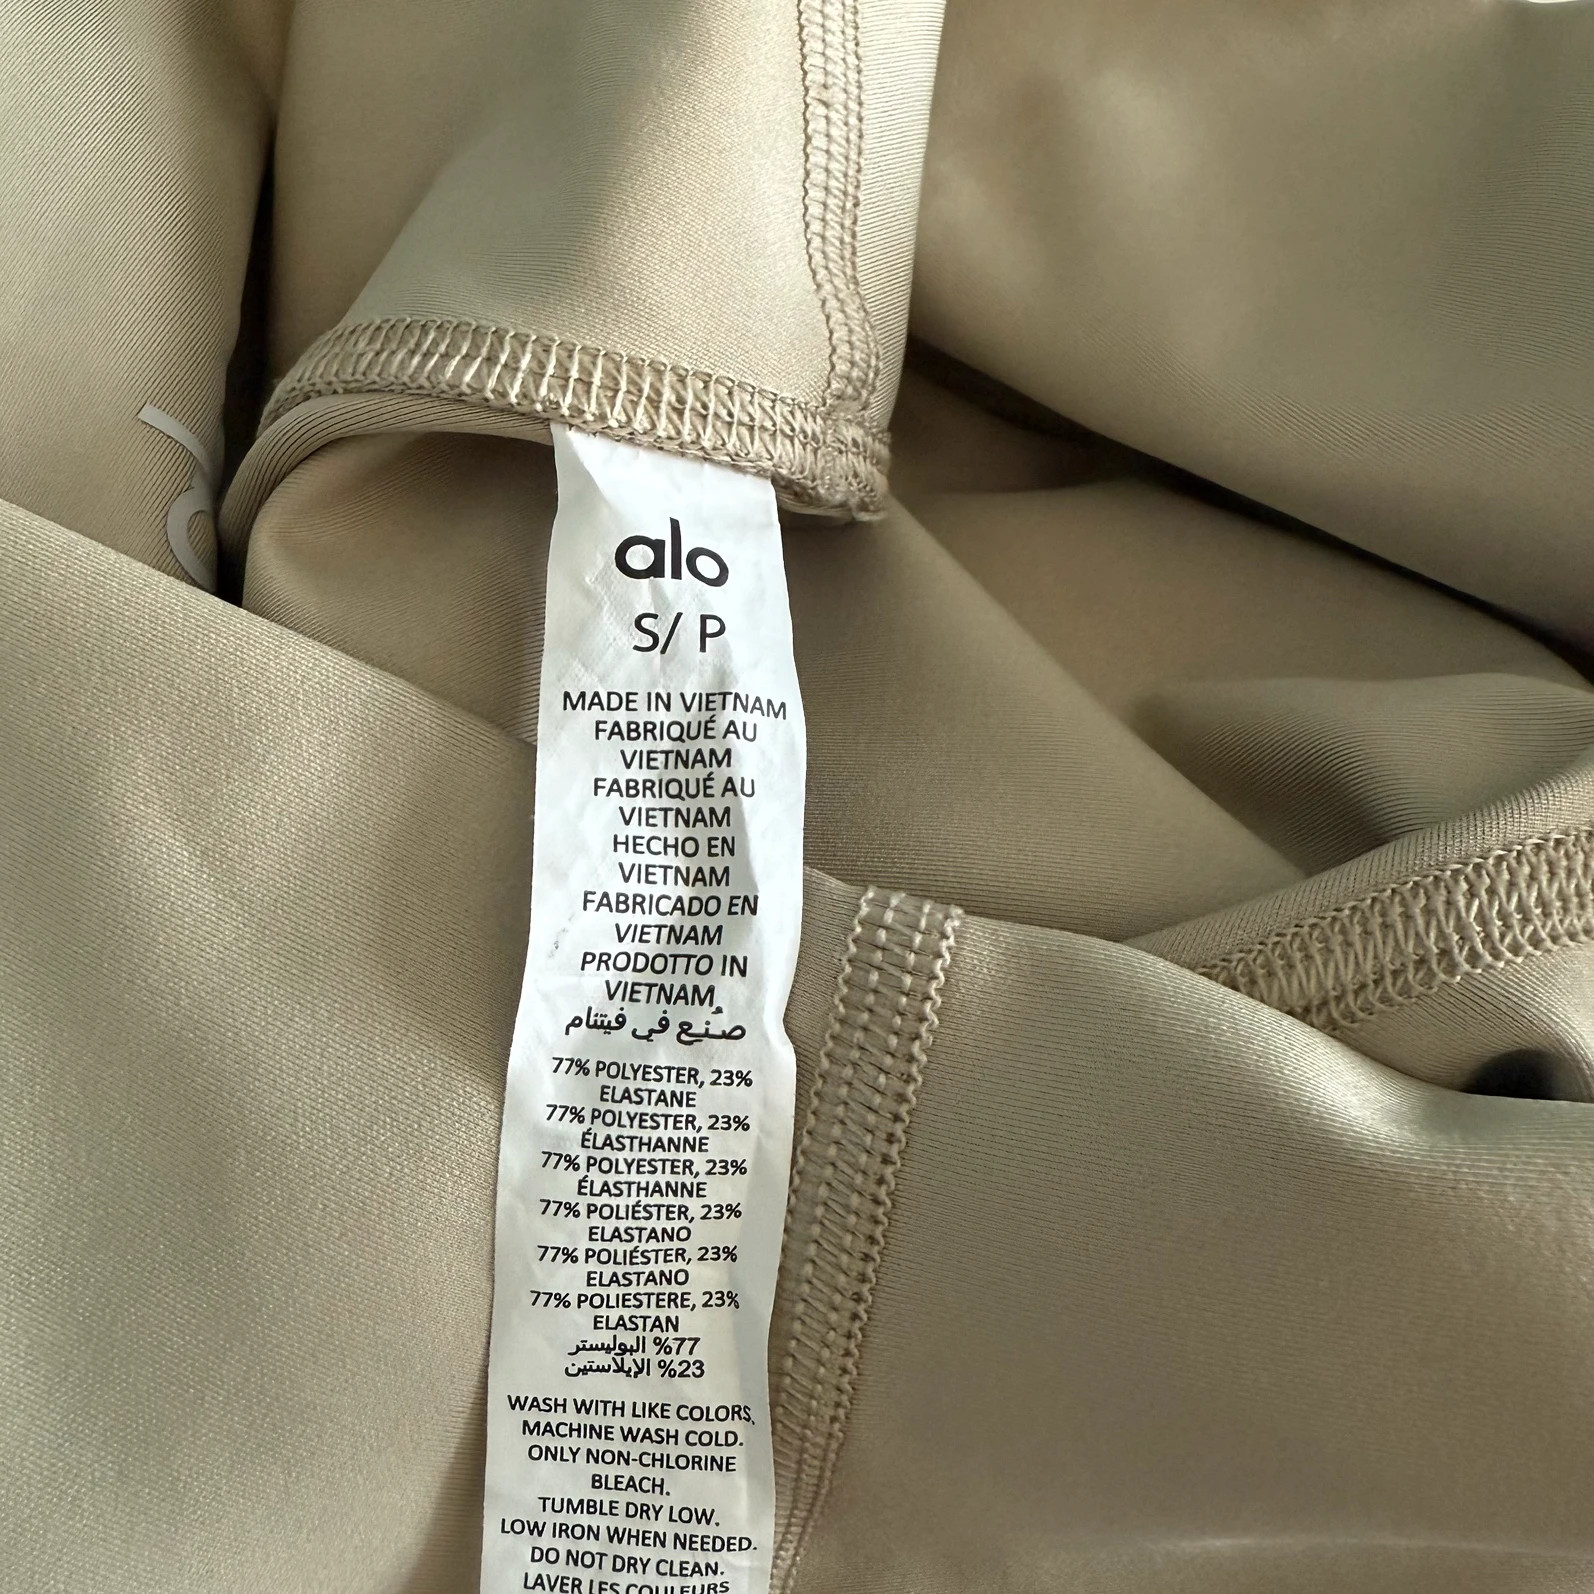 alo
S/ P
MADE IN VIETNAM
FABRIQUÉ AU
VIETNAM
FABRIQUÉ AU
VIETNAM
HECHO EN
VIETNAM
FABRICADO EN
VIETNAM
PRODOTTO IN
VIETNAM
صُنع في فيتنام
77% POLYESTER, 23%
ELASTANE
77% POLYESTER, 23%
ÉLASTHANNE
77% POLYESTER, 23%
ÉLASTHANNE
77% POLIÉSTER, 23%
ELASTANO
77% POLIÉSTER, 23%
ELASTANO
77% POLIESTERE, 23%
ELASTAN
77% البوليستر
23% الإيلاستين
WASH WITH LIKE COLORS,
MACHINE WASH COLD.
ONLY NON-CHLORINE
BLEACH.
TUMBLE DRY LOW.
LOW IRON WHEN NEEDED.
DO NOT DRY CLEAN.
LAVER LES COULEURS